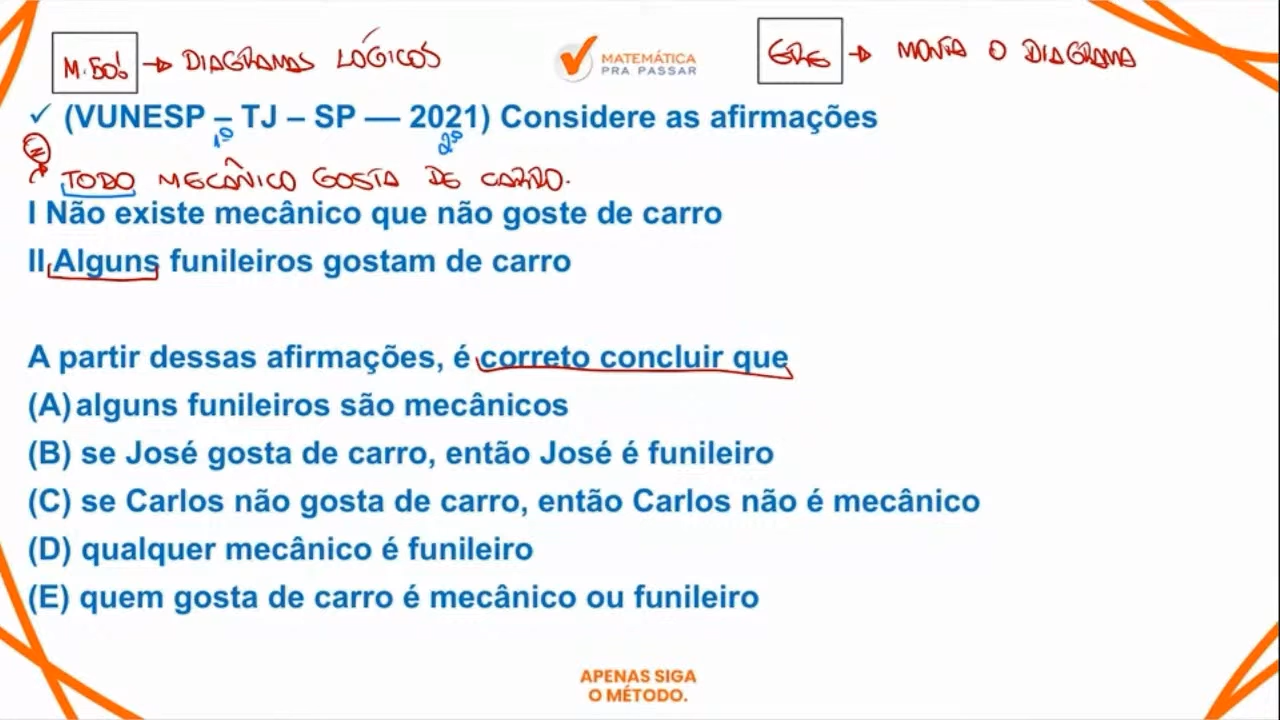 M. 50! → DIAGRAMAS LÓGICOS
MATEMÁTICA
PRA PASSAR
→ MONTA O DIAGRAMA
✓ (VUNESP – TJ – SP –– 2021) Considere as afirmações
1º 2º
TODO MECÂNICO GOSTA DE CARRO.
I Não existe mecânico que não goste de carro
II Alguns funileiros gostam de carro
A partir dessas afirmações, é correto concluir que
(A) alguns funileiros são mecânicos
(B) se José gosta de carro, então José é funileiro
(C) se Carlos não gosta de carro, então Carlos não é mecânico
(D) qualquer mecânico é funileiro
(E) quem gosta de carro é mecânico ou funileiro
APENAS SIGA
O MÉTODO.